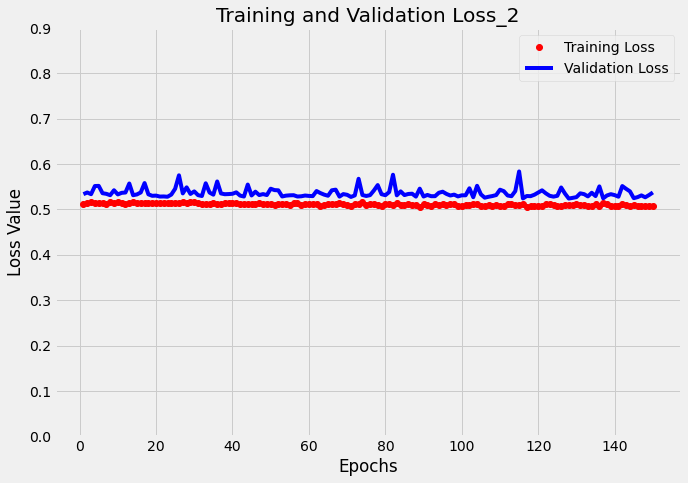 Training and Validation Loss_2
Training Loss
Validation Loss
0.9
0.8
0.7
0.6
0.5
0.4
0.3
0.2
0.1
0.0
Loss Value
0 20 40 60 80 100 120 140
Epochs